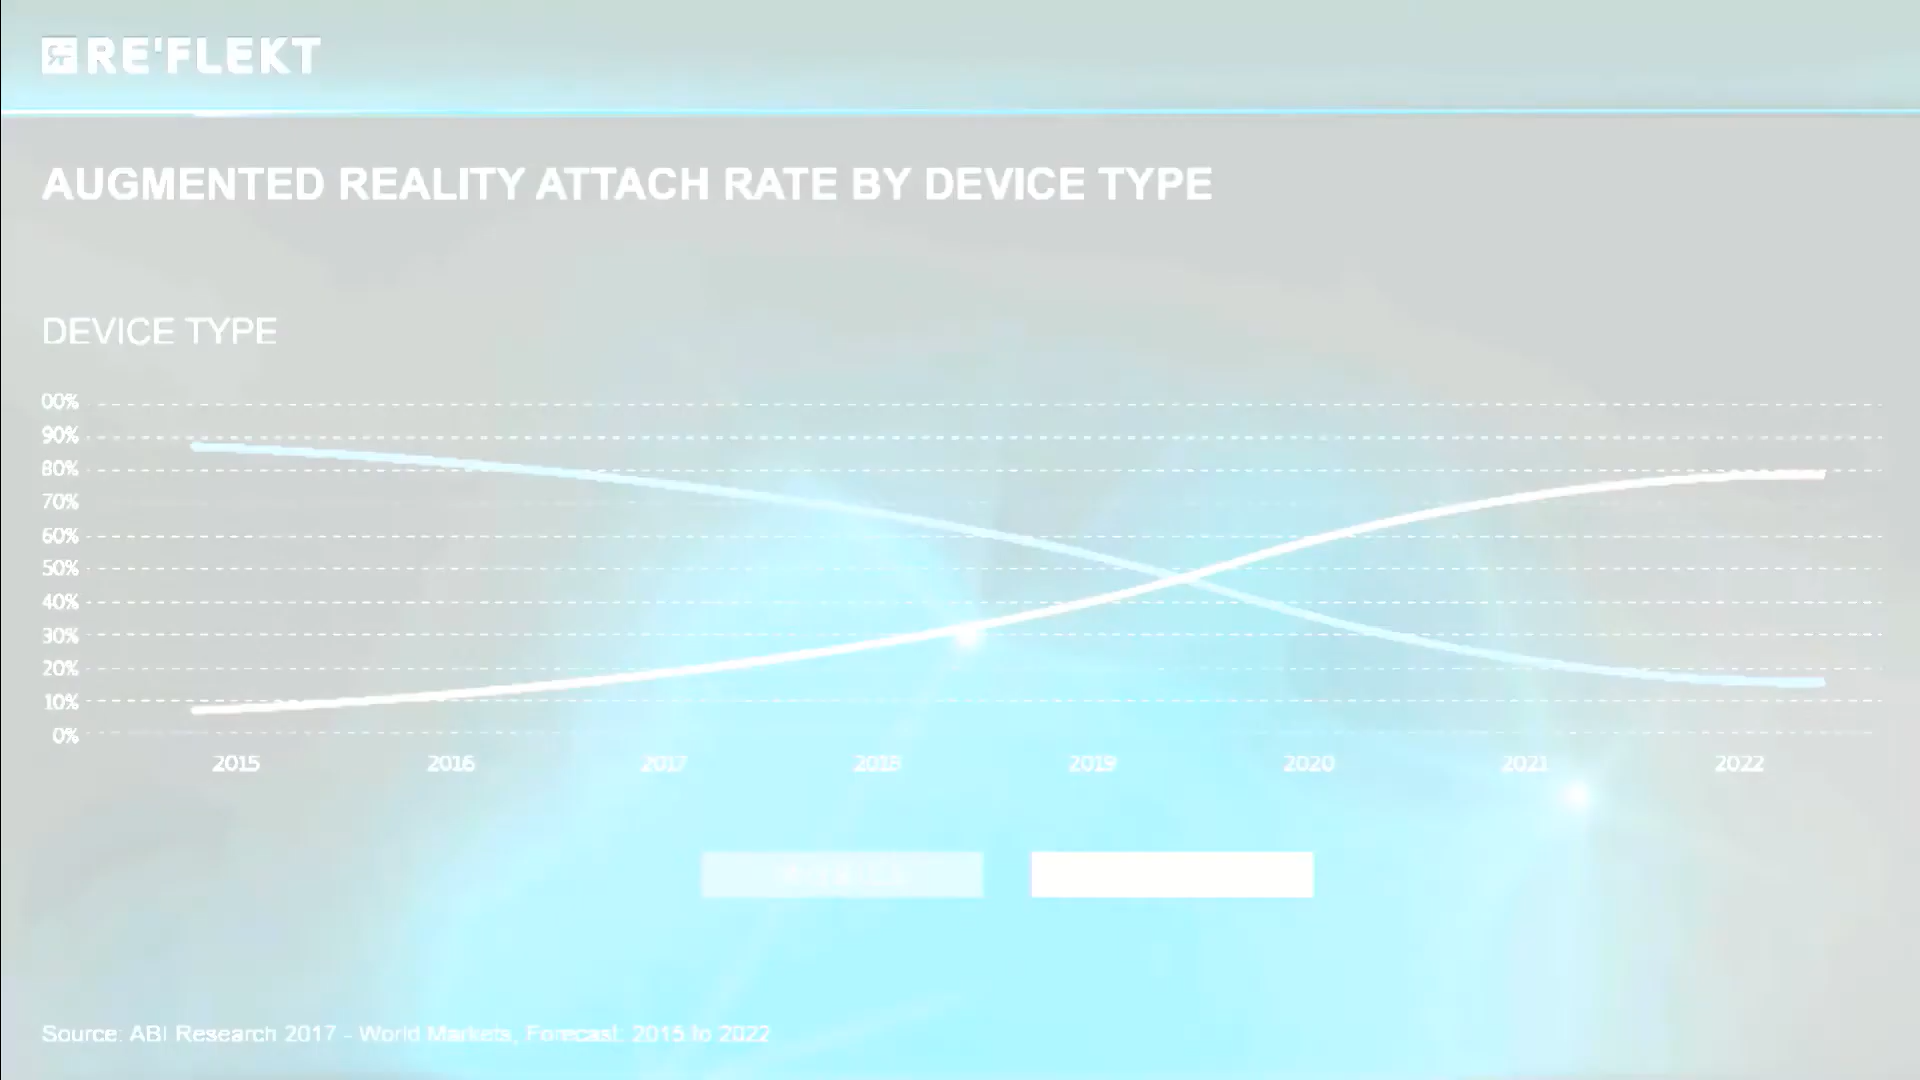 RE'FLEKT
AUGMENTED REALITY ATTACH RATE BY DEVICE TYPE
DEVICE TYPE
00%
90%
80%
70%
60%
50%
40%
30%
20%
10%
0%
2015 2016 2017 2018 2019 2020 2021 2022
Source: ABI Research 2017 - World Markets, Forecast: 2015 to 2022